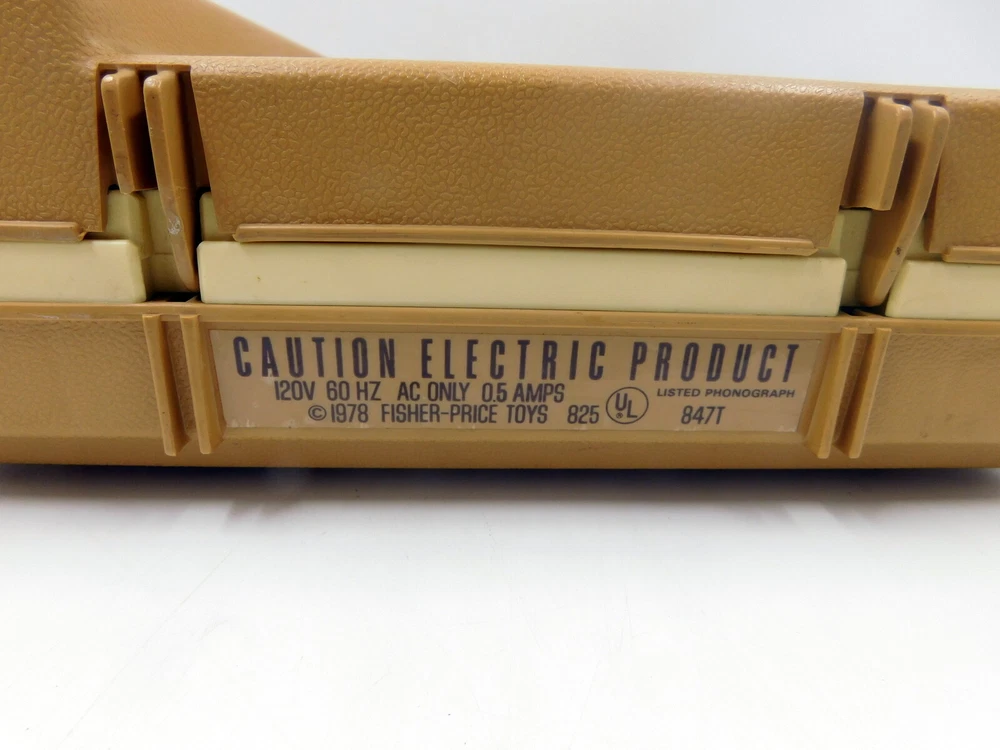 CAUTION ELECTRIC PRODUCT
120V 60 HZ AC ONLY 0.5 AMPS
UL
®
LISTED PHONOGRAPH
© 1978 FISHER-PRICE TOYS 825
847T